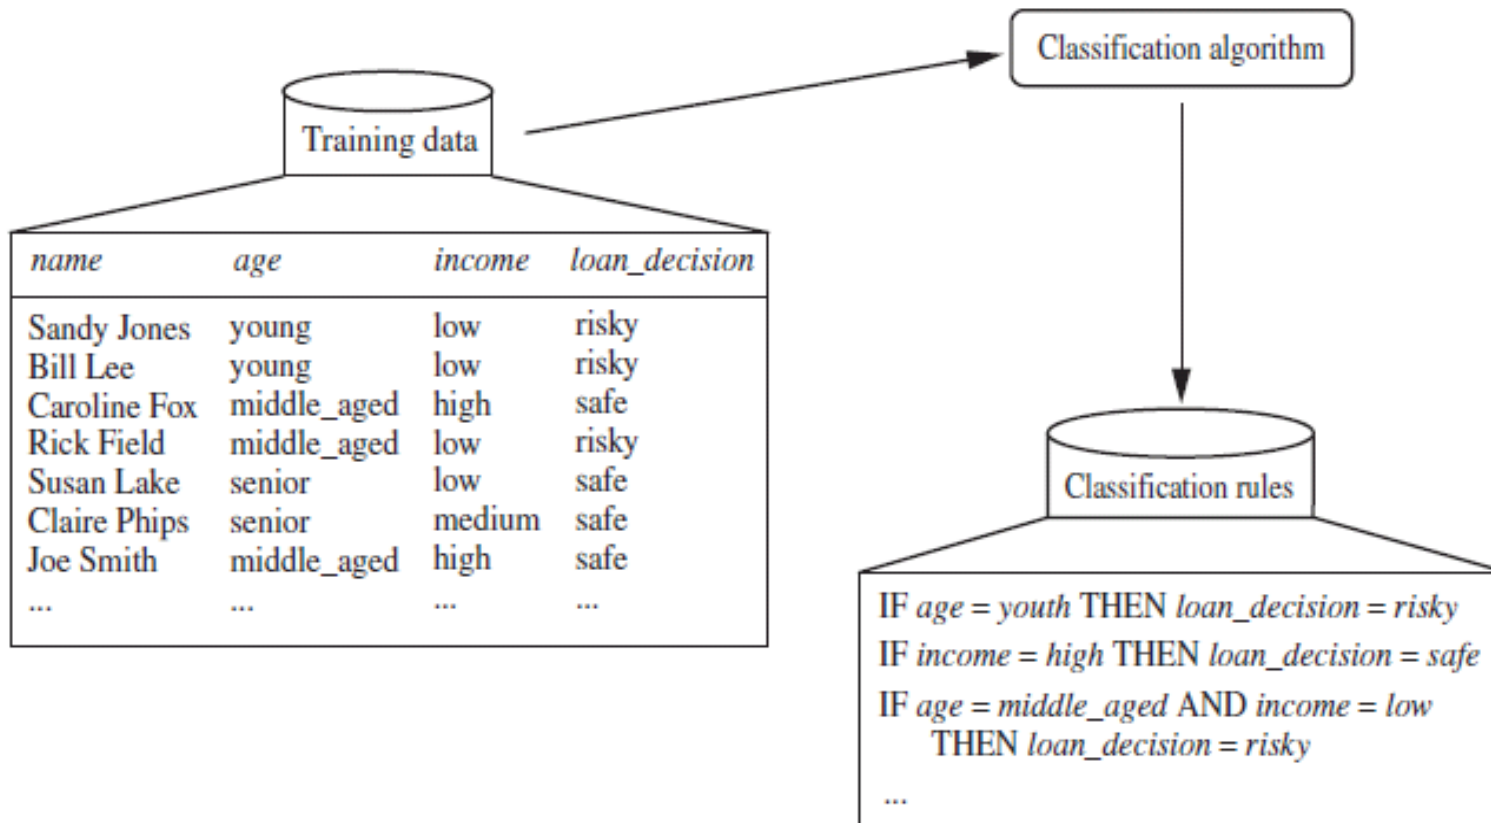 Classification algorithm
Training data
name age income loan_decision
Sandy Jones young low risky
Bill Lee young low risky
Caroline Fox middle_aged high safe
Rick Field middle_aged low risky
Susan Lake senior low safe
Claire Phips senior medium safe
Joe Smith middle_aged high safe
... ... ... ...
Classification rules
IF age = youth THEN loan_decision = risky
IF income = high THEN loan_decision = safe
IF age = middle_aged AND income = low
THEN loan_decision = risky
...